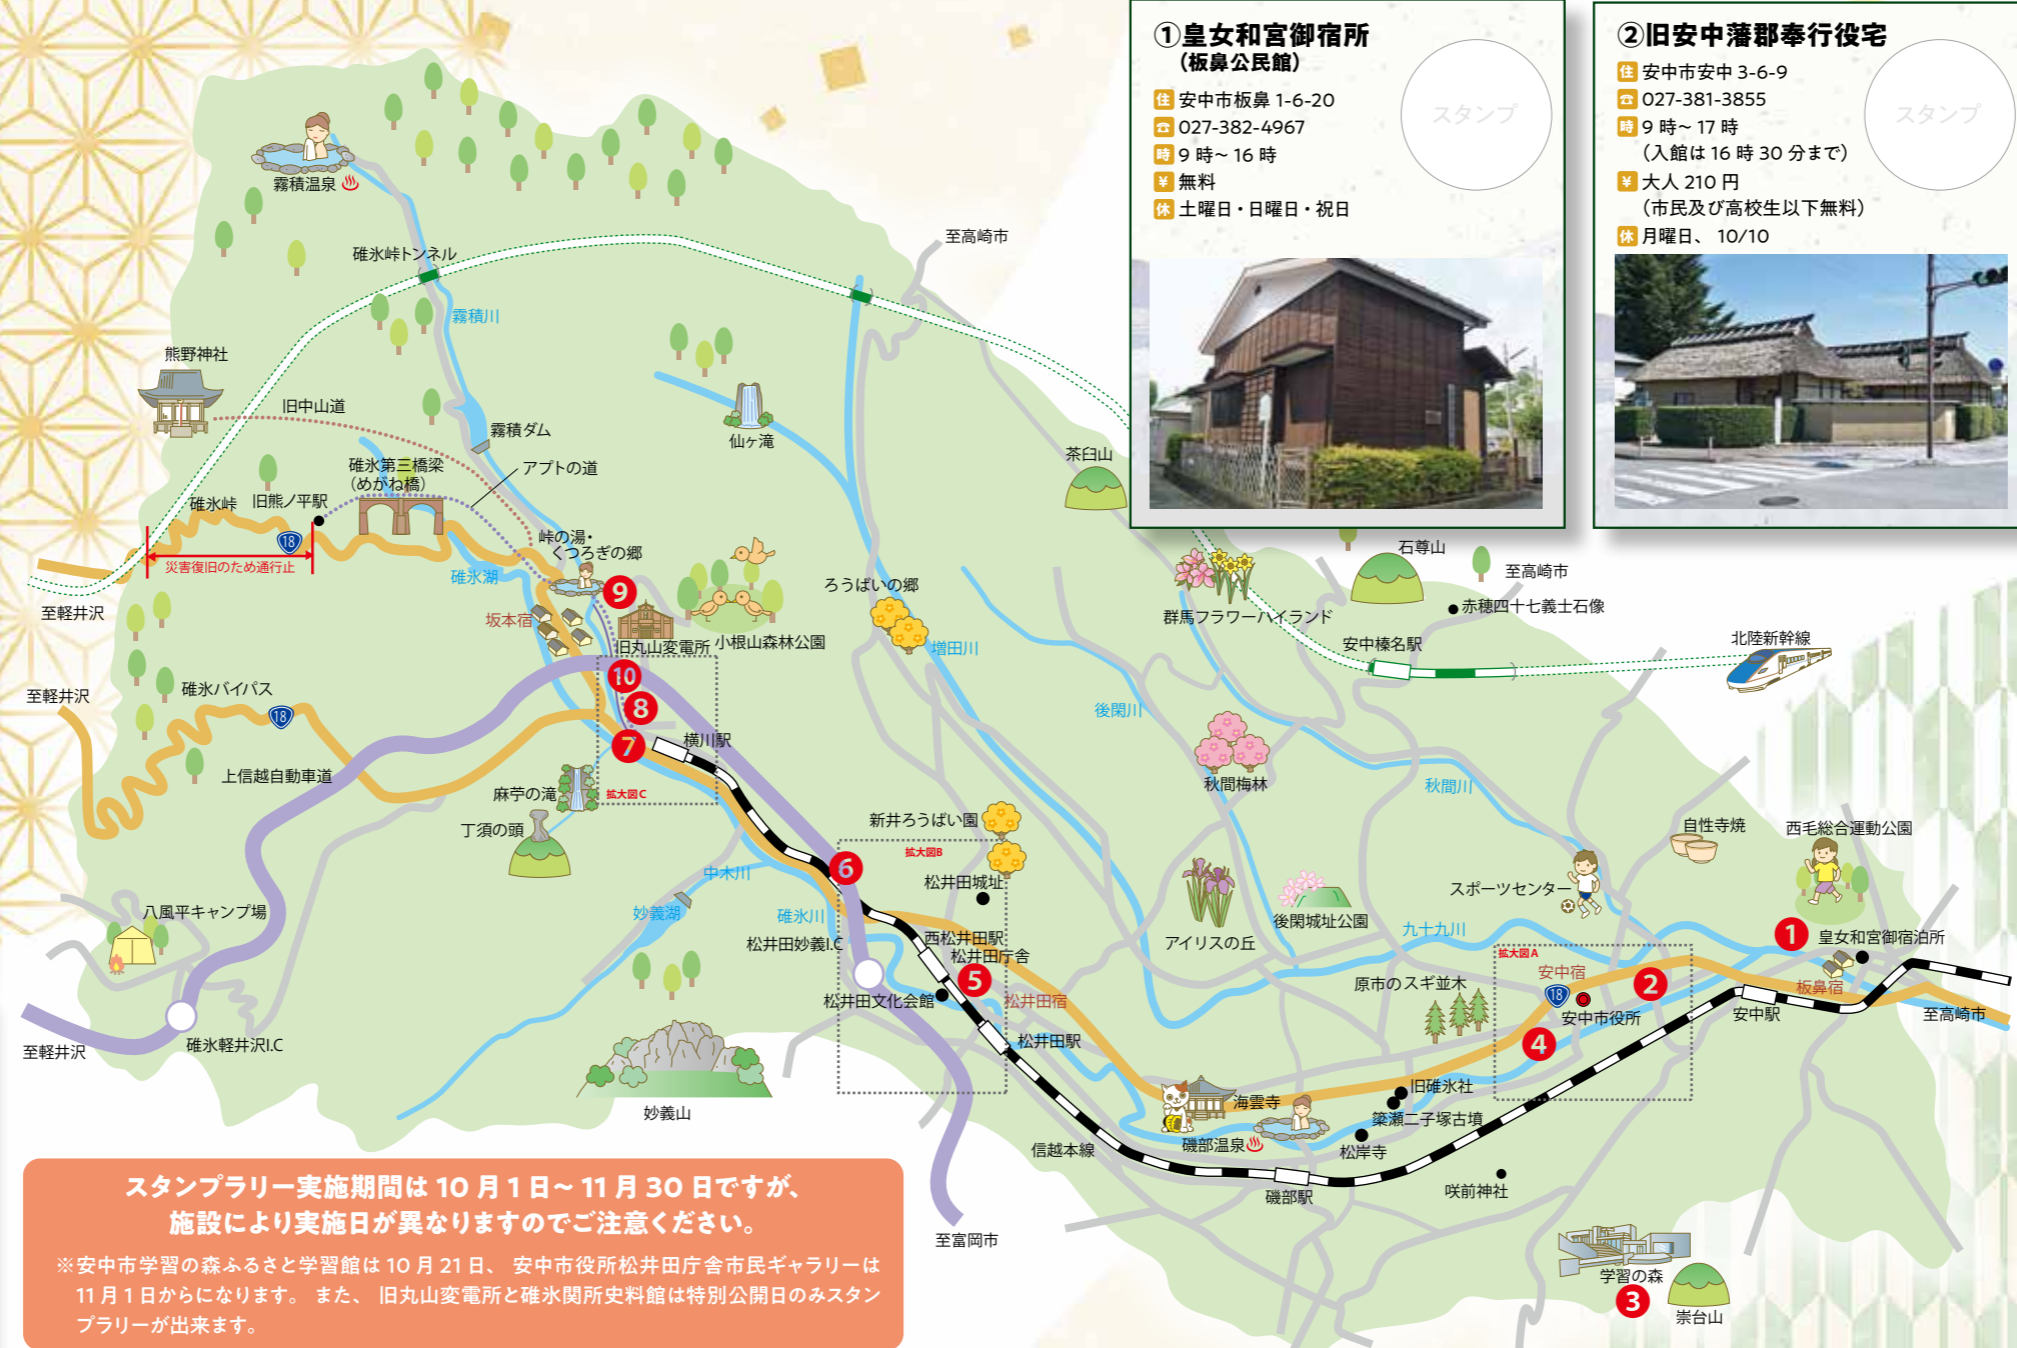 ①皇女和宮御宿所
（板鼻公民館）
住 安中市板鼻 1-6-20
☎ 027-382-4967
時 9 時～ 16 時
¥ 無料
休 土曜日・日曜日・祝日
スタンプ
②旧安中藩郡奉行役宅
住 安中市安中 3-6-9
☎ 027-381-3855
時 9 時～ 17 時
（入館は 16 時 30 分まで）
¥ 大人 210 円
（市民及び高校生以下無料）
休 月曜日、 10/10
スタンプ
霧積温泉
碓氷峠トンネル
至高崎市
霧積川
熊野神社
旧中山道
霧積ダム
仙ヶ滝
茶臼山
碓氷第三橋梁
（めがね橋）
アプトの道
碓氷峠
旧熊ノ平駅
18
災害復旧のため通行止
至軽井沢
峠の湯・
くつろぎの郷
碓氷湖
9
坂本宿
旧丸山変電所
小根山森林公園
ろうばいの郷
増田川
群馬フラワーハイランド
石尊山
至高崎市
赤穂四十七義士石像
安中榛名駅
北陸新幹線
至軽井沢
碓氷バイパス
18
10
8
7
横川駅
後閑川
上信越自動車道
麻苧の滝
拡大図C
丁須の頭
秋間梅林
秋間川
新井ろうばい園
自性寺焼
西毛総合運動公園
6
拡大図B
松井田城址
中木川
妙義湖
碓氷川
スポーツセンター
後閑城址公園
アイリスの丘
九十九川
八風平キャンプ場
松井田妙義I.C
西松井田駅
松井田庁舎
5
松井田文化会館
松井田宿
原市のスギ並木
拡大図A
安中宿
18
2
安中市役所
4
1
皇女和宮御宿泊所
板鼻宿
安中駅
至高崎市
至軽井沢
碓氷軽井沢I.C
松井田駅
妙義山
海雲寺
旧碓氷社
簗瀬二子塚古墳
磯部温泉
松岸寺
信越本線
磯部駅
咲前神社
至富岡市
学習の森
3
崇台山
スタンプラリー実施期間は 10 月 1 日～ 11 月 30 日ですが、
施設により実施日が異なりますのでご注意ください。
※安中市学習の森ふるさと学習館は 10 月 21 日、 安中市役所松井田庁舎市民ギャラリーは
11 月 1 日からになります。 また、 旧丸山変電所と碓氷関所史料館は特別公開日のみスタン
プラリーが出来ます。